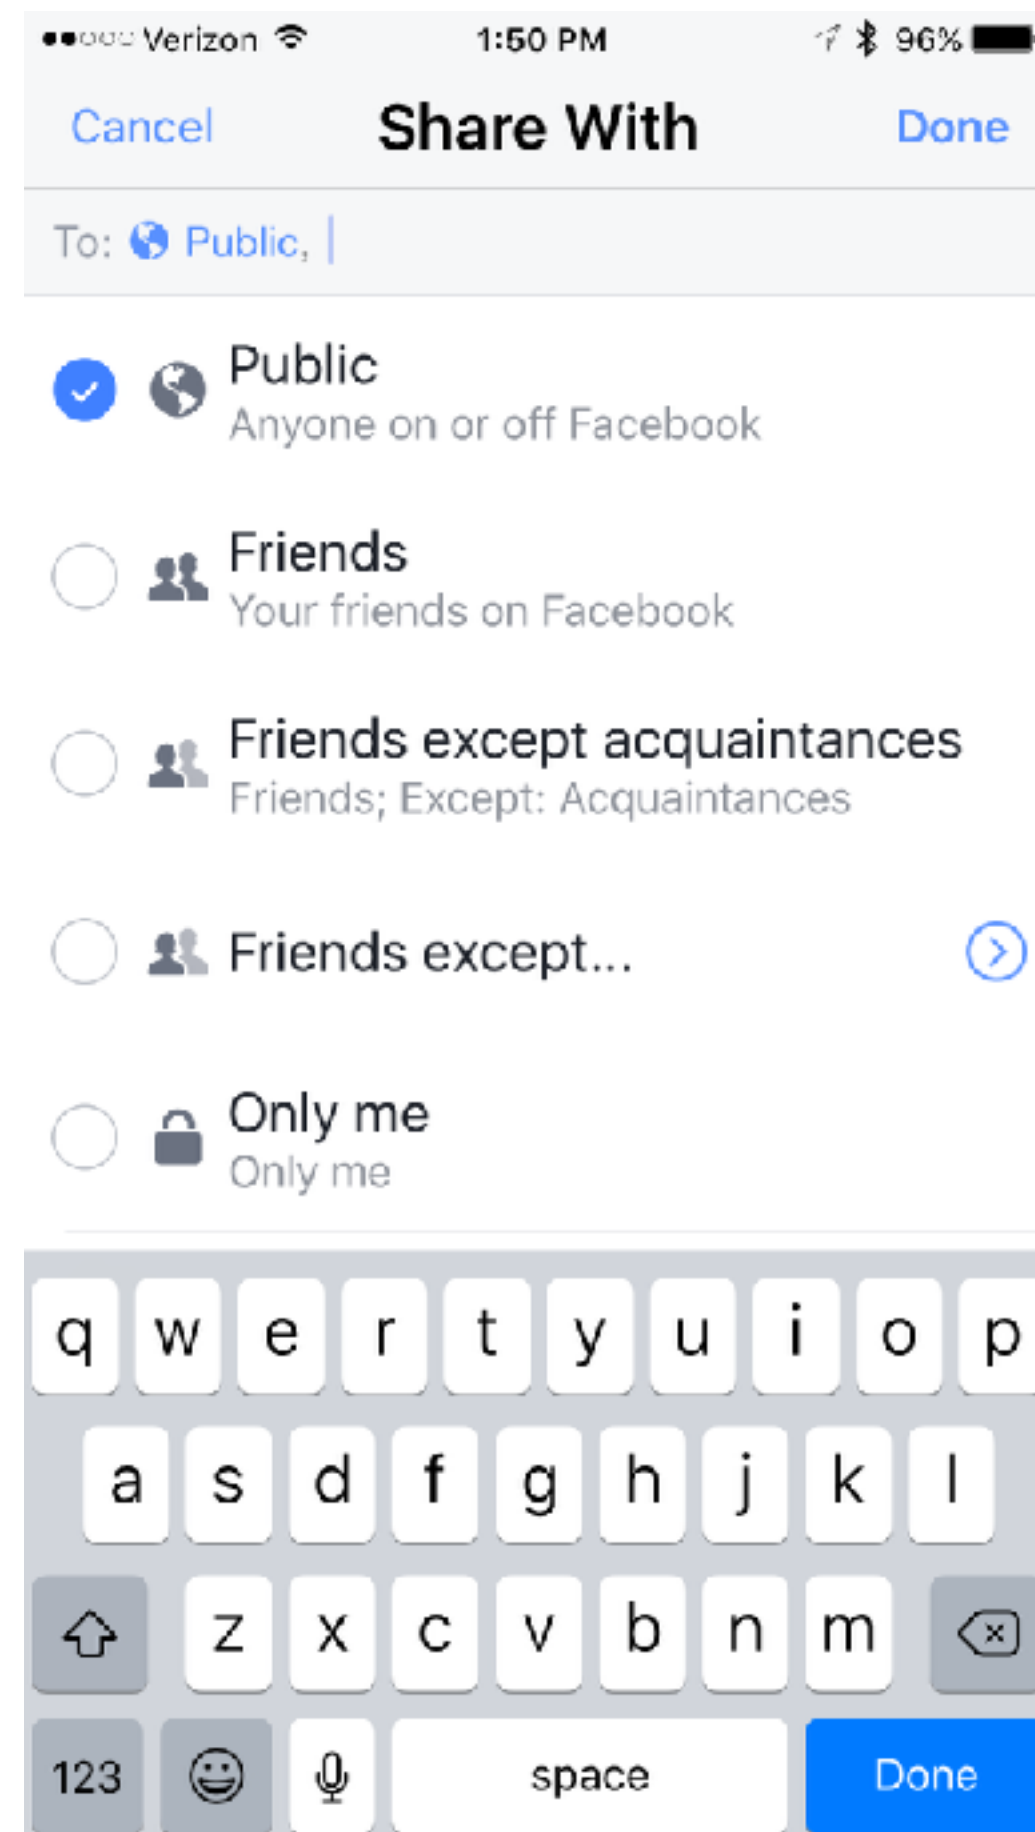 Verizon 1:50 PM 96%
Cancel Share With Done
To: Public,
Public
Anyone on or off Facebook
Friends
Your friends on Facebook
Friends except acquaintances
Friends; Except: Acquaintances
Friends except...
Only me
Only me
q w e r t y u i o p
a s d f g h j k l
z x c v b n m
123 space Done